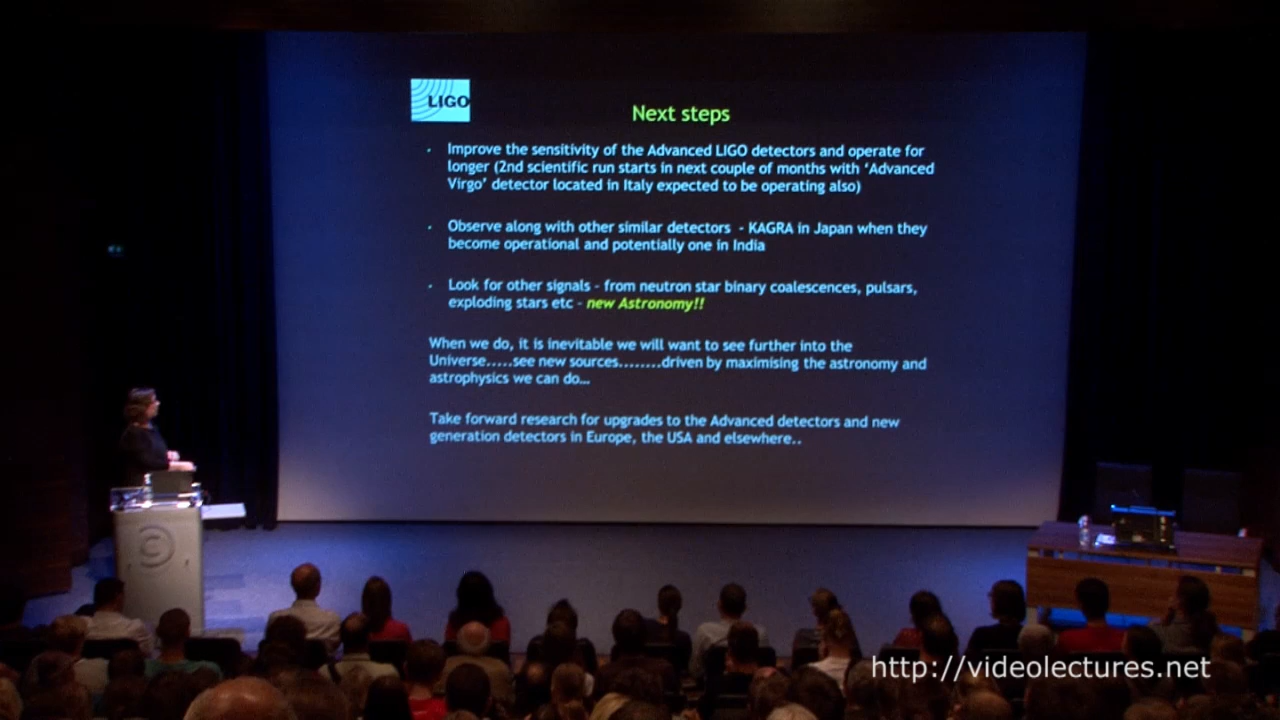 LIGO
Next steps
· Improve the sensitivity of the Advanced LIGO detectors and operate for
longer (2nd scientific run starts in next couple of months with ‘Advanced
Virgo’ detector located in Italy expected to be operating also)
· Observe along with other similar detectors - KAGRA in Japan when they
become operational and potentially one in India
· Look for other signals - from neutron star binary coalescences, pulsars,
exploding stars etc - new Astronomy!!
When we do, it is inevitable we will want to see further into the
Universe.....see new sources........driven by maximising the astronomy and
astrophysics we can do...
Take forward research for upgrades to the Advanced detectors and new
generation detectors in Europe, the USA and elsewhere..
http://videolectures.net